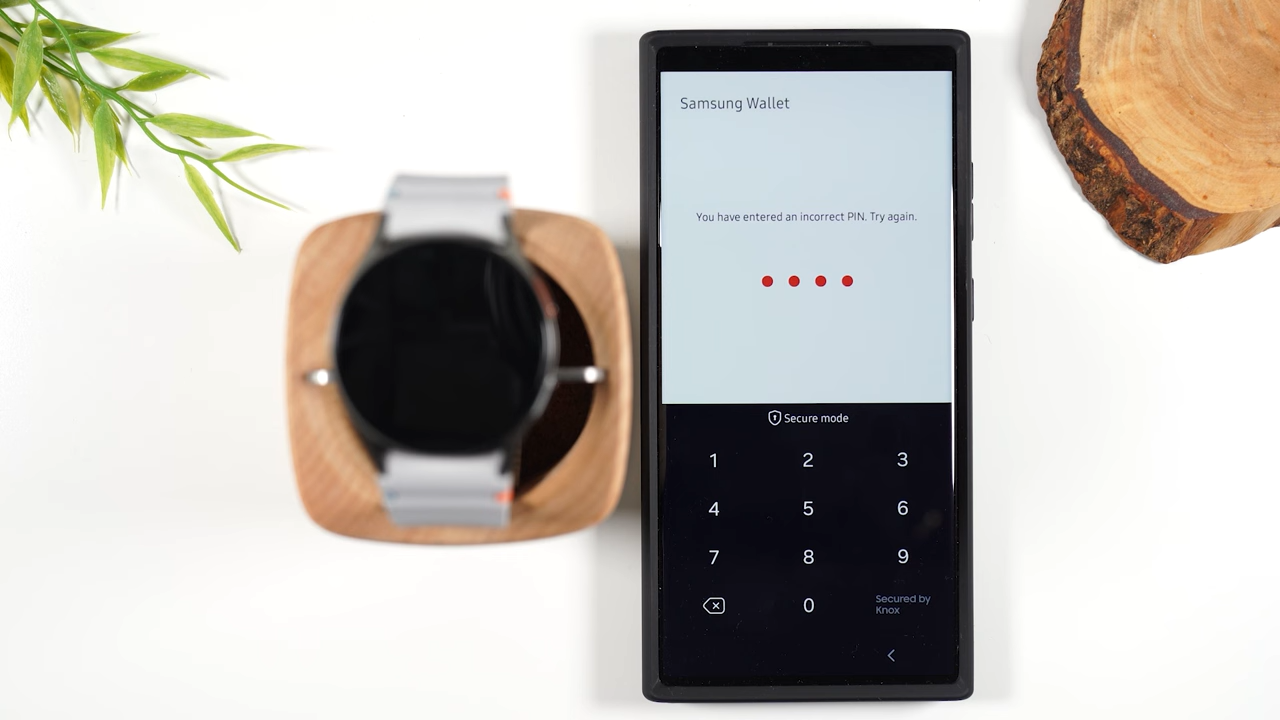 Samsung Wallet
You have entered an incorrect PIN. Try again.
Secure mode
1 2 3
4 5 6
7 8 9
0 Secured by
Knox